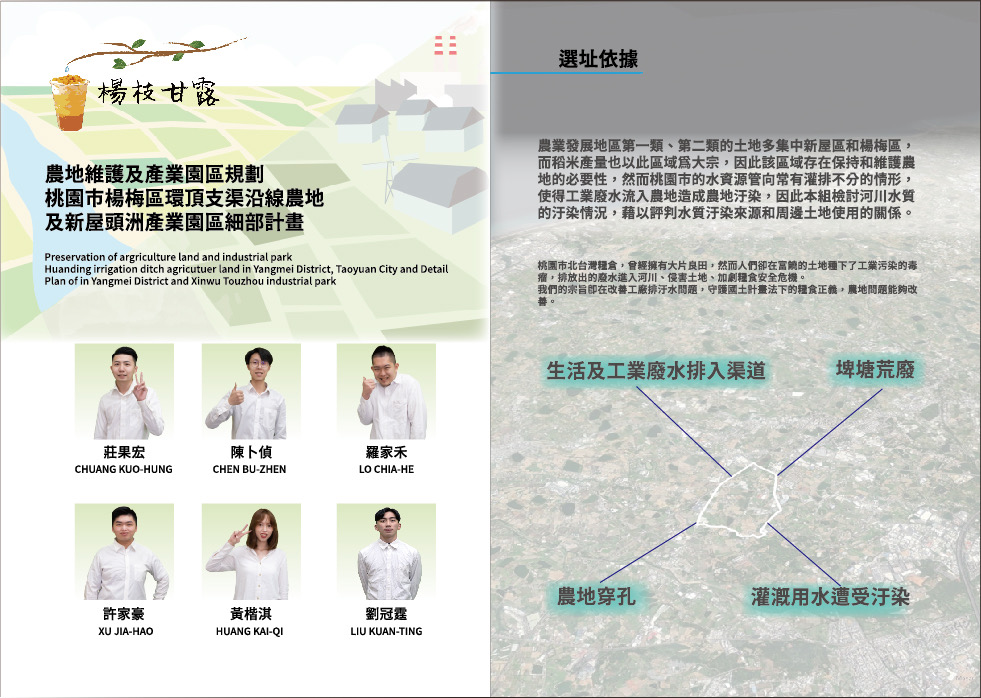 楊枝甘露
農地維護及產業園區規劃
桃園市楊梅區環頂支渠沿線農地
及新屋頭洲產業園區細部計畫
Preservation of argriculture land and industrial park
Huanding irrigation ditch agricutuer land in Yangmei District, Taoyuan City and Detail
Plan of in Yangmei District and Xinwu Touzhou industrial park
莊果宏
CHUANG KUO-HUNG
陳卜偵
CHEN BU-ZHEN
羅家禾
LO CHIA-HE
許家豪
XU JIA-HAO
黃楷淇
HUANG KAI-QI
劉冠霆
LIU KUAN-TING
選址依據
農業發展地區第一類、第二類的土地多集中新屋區和楊梅區，
而稻米產量也以此區域為大宗，因此該區域存在保持和維護農
地的必要性，然而桃園市的水資源管向常有灌排不分的情形，
使得工業廢水流入農地造成農地汙染，因此本組檢討河川水質
的汙染情況，藉以評判水質汙染來源和周邊土地使用的關係。
桃園市北台灣糧倉，曾經擁有大片良田，然而人們卻在富饒的土地種下了工業污染的毒
瘤，排放出的廢水進入河川、侵害土地、加劇糧食安全危機。
我們的宗旨即在改善工廠排汙水問題，守護國土計畫法下的糧食正義，農地問題能夠改
善。
生活及工業廢水排入渠道
埤塘荒廢
農地穿孔
灌溉用水遭受汙染